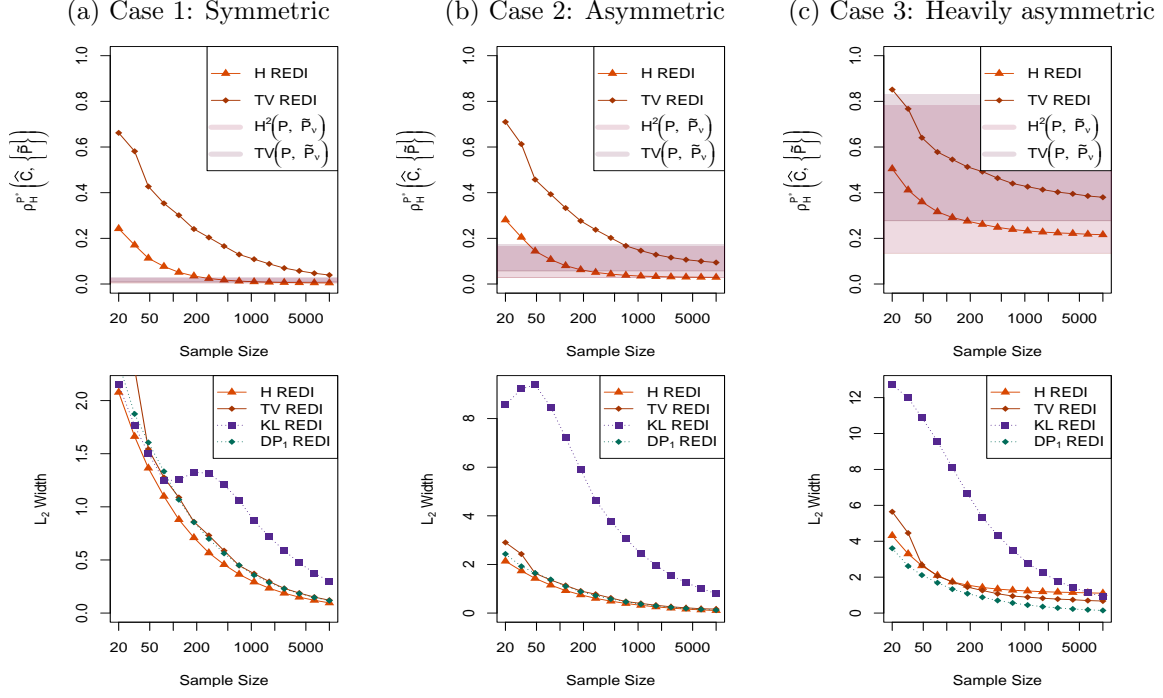 (a) Case 1: Symmetric
(b) Case 2: Asymmetric
(c) Case 3: Heavily asymmetric
ρ_H^{P*}(Ĉ, {P̃})
0.0 0.2 0.4 0.6 0.8 1.0
H REDI
TV REDI
H²(P, P̃_ν)
TV(P, P̃_ν)
20 50 200 1000 5000
Sample Size
ρ_H^{P*}(Ĉ, {P̃})
0.0 0.2 0.4 0.6 0.8 1.0
H REDI
TV REDI
H²(P, P̃_ν)
TV(P, P̃_ν)
20 50 200 1000 5000
Sample Size
ρ_H^{P*}(Ĉ, {P̃})
0.0 0.2 0.4 0.6 0.8 1.0
H REDI
TV REDI
H²(P, P̃_ν)
TV(P, P̃_ν)
20 50 200 1000 5000
Sample Size
L₂ Width
0.0 0.5 1.0 1.5 2.0
H REDI
TV REDI
KL REDI
DP₁ REDI
20 50 200 1000 5000
Sample Size
L₂ Width
0 2 4 6 8
H REDI
TV REDI
KL REDI
DP₁ REDI
20 50 200 1000 5000
Sample Size
L₂ Width
0 2 4 6 8 10 12
H REDI
TV REDI
KL REDI
DP₁ REDI
20 50 200 1000 5000
Sample Size